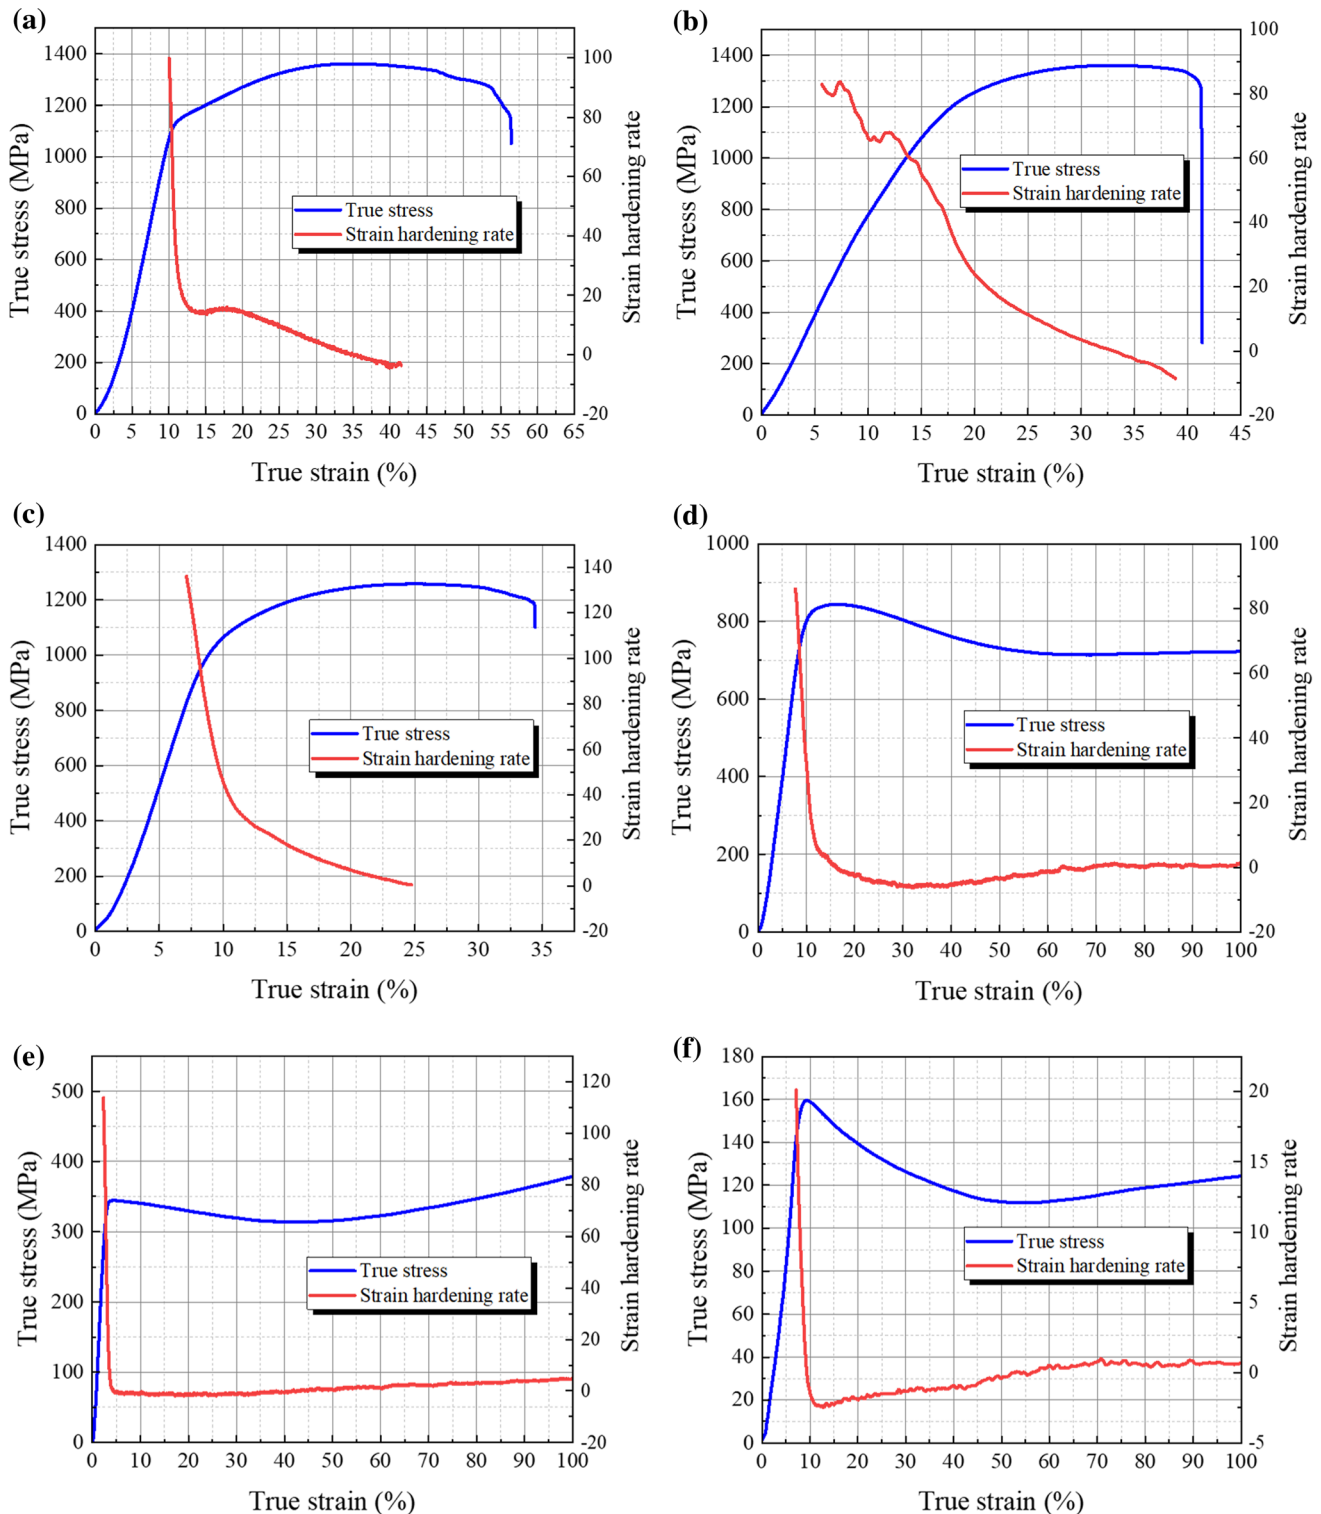 (a)
1400
1200
1000
800
600
400
200
0
100
80
60
40
20
0
-20
0 5 10 15 20 25 30 35 40 45 50 55 60 65
True stress (MPa)
Strain hardening rate
True strain (%)
True stress
Strain hardening rate
(b)
1400
1200
1000
800
600
400
200
0
100
80
60
40
20
0
-20
0 5 10 15 20 25 30 35 40 45
True stress (MPa)
Strain hardening rate
True strain (%)
True stress
Strain hardening rate
(c)
1400
1200
1000
800
600
400
200
0
140
120
100
80
60
40
20
0
-20
0 5 10 15 20 25 30 35
True stress (MPa)
Strain hardening rate
True strain (%)
True stress
Strain hardening rate
(d)
1000
800
600
400
200
0
100
80
60
40
20
0
-20
0 10 20 30 40 50 60 70 80 90 100
True stress (MPa)
Strain hardening rate
True strain (%)
True stress
Strain hardening rate
(e)
500
400
300
200
100
0
120
100
80
60
40
20
0
-20
0 10 20 30 40 50 60 70 80 90 100
True stress (MPa)
Strain hardening rate
True strain (%)
True stress
Strain hardening rate
(f)
180
160
140
120
100
80
60
40
20
0
20
15
10
5
0
-5
0 10 20 30 40 50 60 70 80 90 100
True stress (MPa)
Strain hardening rate
True strain (%)
True stress
Strain hardening rate